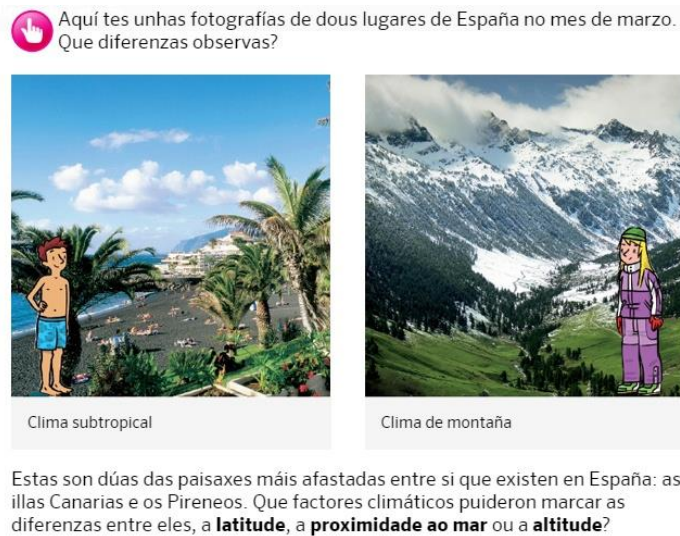 Aquí tes unhas fotografías de dous lugares de España no mes de marzo.
Que diferenzas observas?
Clima subtropical
Clima de montaña
Estas son dúas das paisaxes máis afastadas entre si que existen en España: as
illas Canarias e os Pireneos. Que factores climáticos puideron marcar as
diferenzas entre eles, a latitude, a proximidade ao mar ou a altitude?